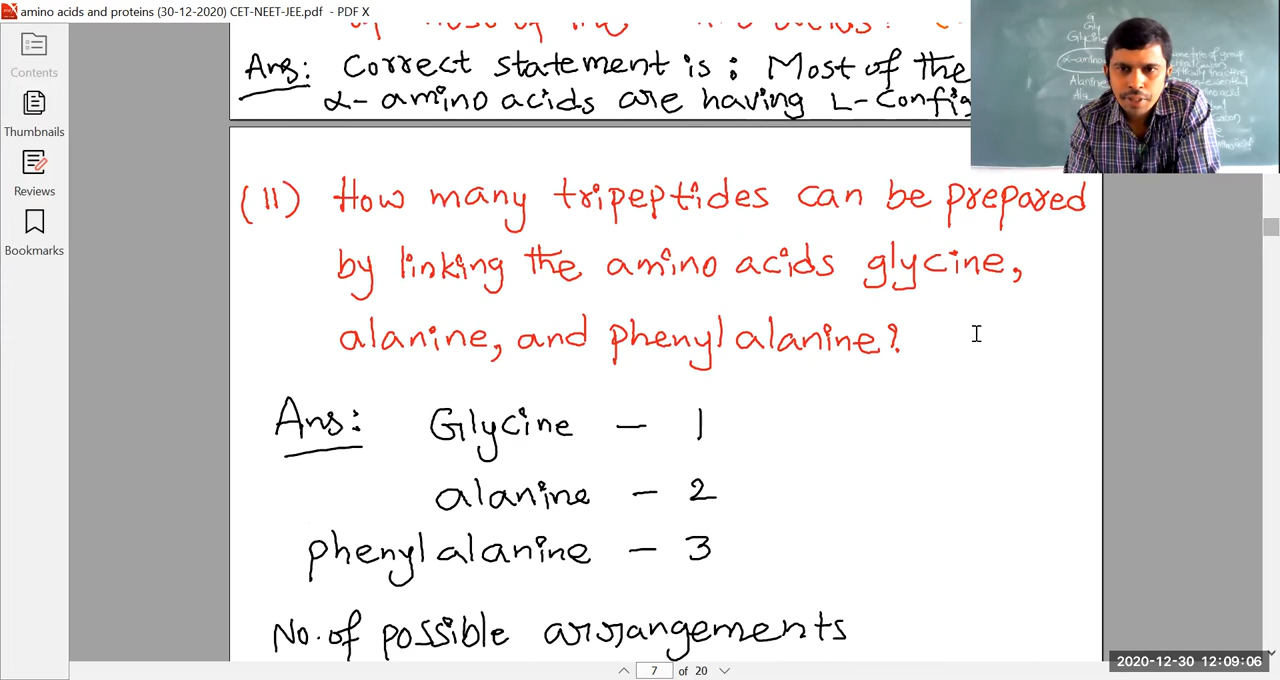 amino acids and proteins (30-12-2020) CET-NEET-JEE.pdf - PDF X
Contents
Thumbnails
Reviews
Bookmarks
Ans: Correct statement is : Most of the
α- amino acids are having L-Config
(11) How many tripeptides can be prepared
by linking the amino acids glycine,
alanine, and phenylalanine?
Ans: Glycine - 1
alanine - 2
phenylalanine - 3
No. of possible arrangements
7 of 20
2020-12-30 12:09:06
Glycine
α-amino
Alanine